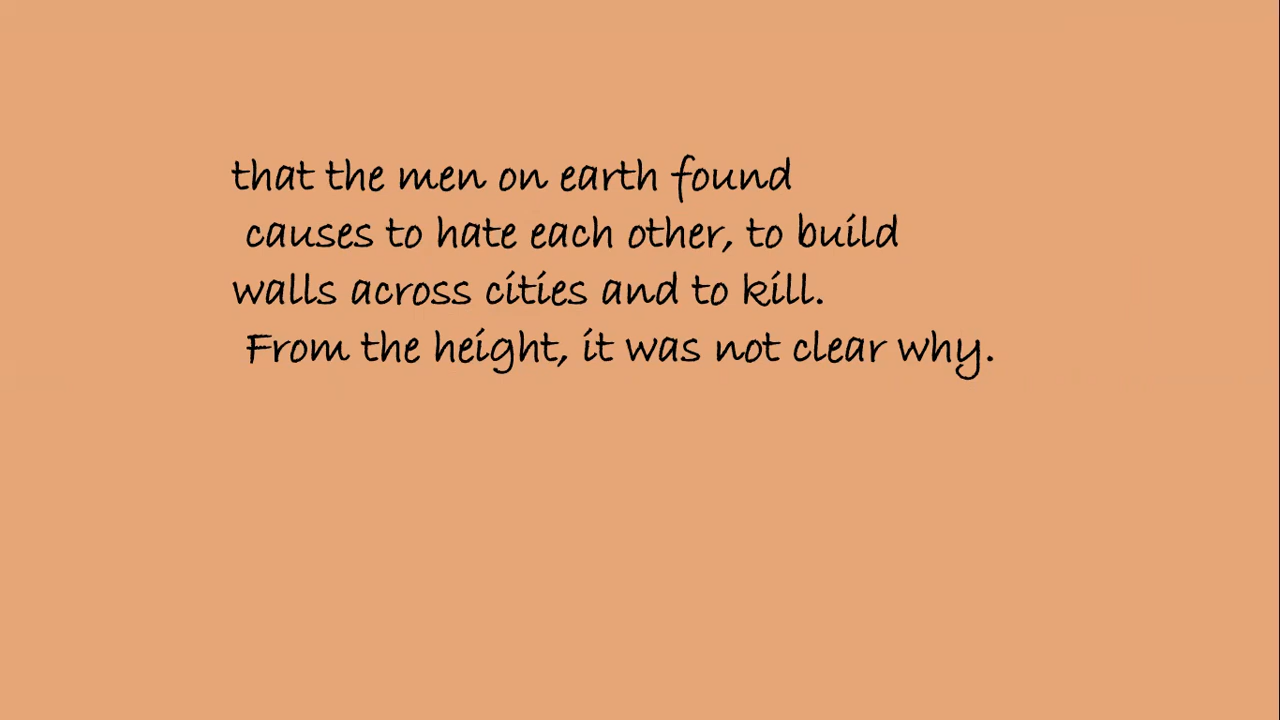 that the men on earth found
causes to hate each other, to build
walls across cities and to kill.
From the height, it was not clear why.